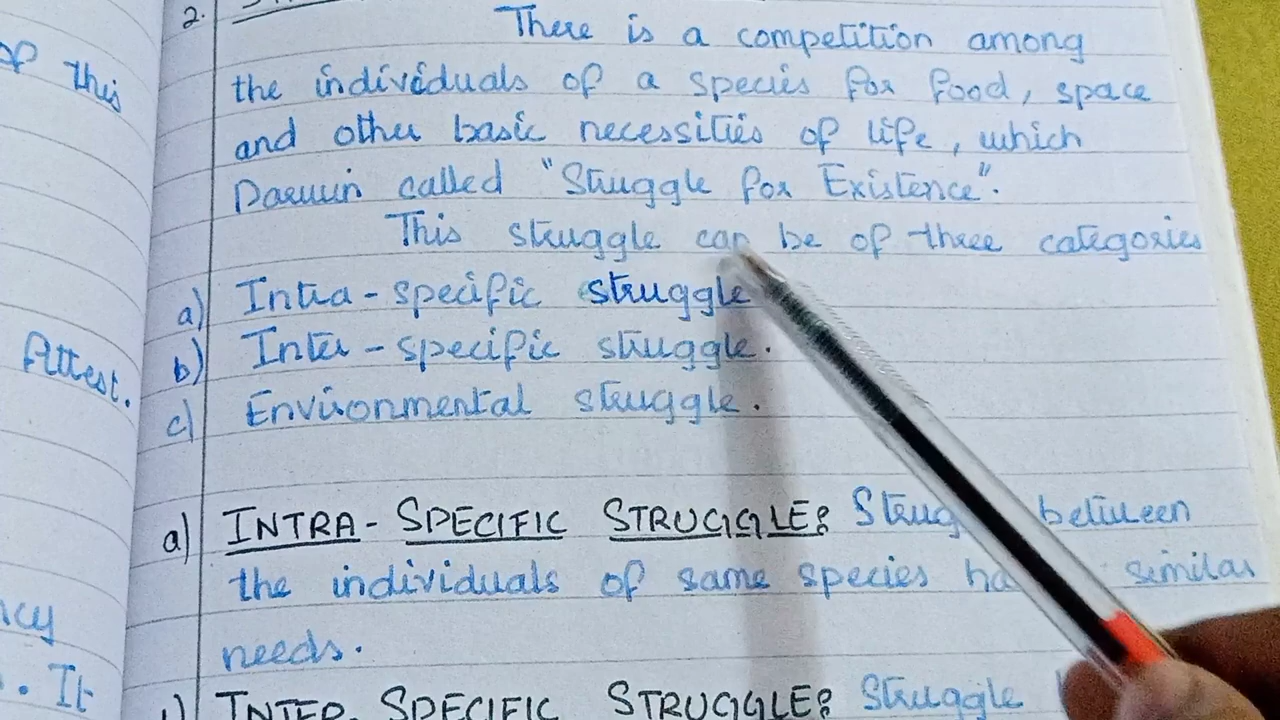 of this
Attest.
ncy
. It
2.
There is a competition among
the individuals of a species for food, space
and other basic necessities of life, which
Darwin called "Struggle for Existence".
This struggle can be of three categories
a) Intra - specific struggle
b) Inter - specific struggle.
c) Environmental struggle.
a) INTRA - SPECIFIC STRUGGLE: between
the individuals of same species similar
needs.
INTER - SPECIFIC STRUGGLE: Struggle